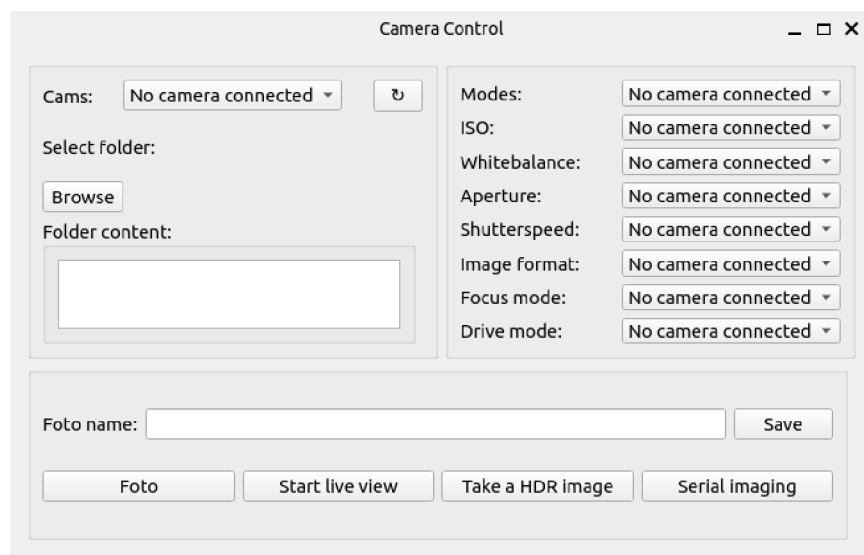 Camera Control
Cams: No camera connected ↻
Select folder:
Browse
Folder content:
Modes: No camera connected
ISO: No camera connected
Whitebalance: No camera connected
Aperture: No camera connected
Shutterspeed: No camera connected
Image format: No camera connected
Focus mode: No camera connected
Drive mode: No camera connected
Foto name: Save
Foto Start live view Take a HDR image Serial imaging